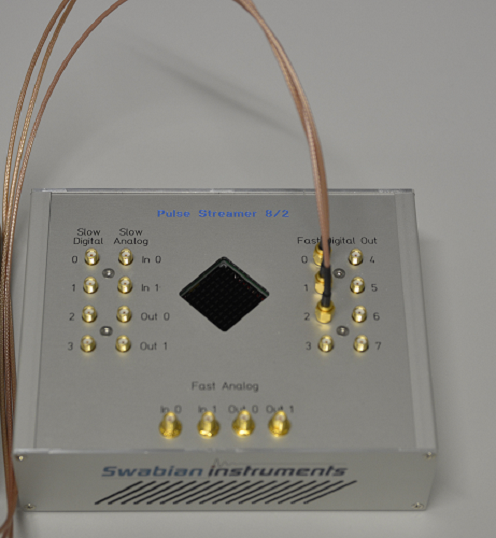 Pulse Streamer 8/2
Slow Digital
Slow Analog
Fast Digital Out
0 In 0
0 4
1 In 1
1 5
2 Out 0
2 6
3 Out 1
3 7
Fast Analog
In 0 In 1 Out 0 Out 1
Swabian instruments